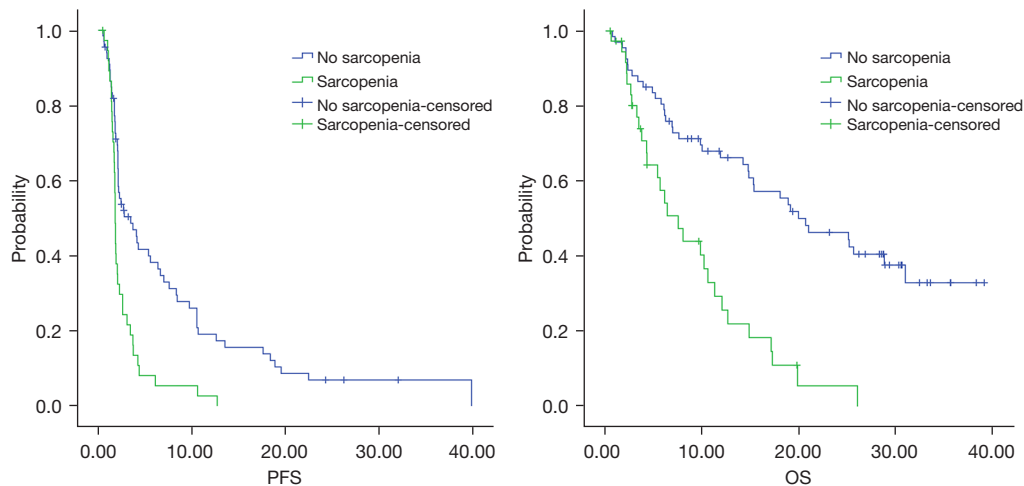 1.0
0.8
0.6
0.4
0.2
0.0
Probability
No sarcopenia
Sarcopenia
No sarcopenia-censored
Sarcopenia-censored
0.00 10.00 20.00 30.00 40.00
PFS
1.0
0.8
0.6
0.4
0.2
0.0
Probability
No sarcopenia
Sarcopenia
No sarcopenia-censored
Sarcopenia-censored
0.00 10.00 20.00 30.00 40.00
OS